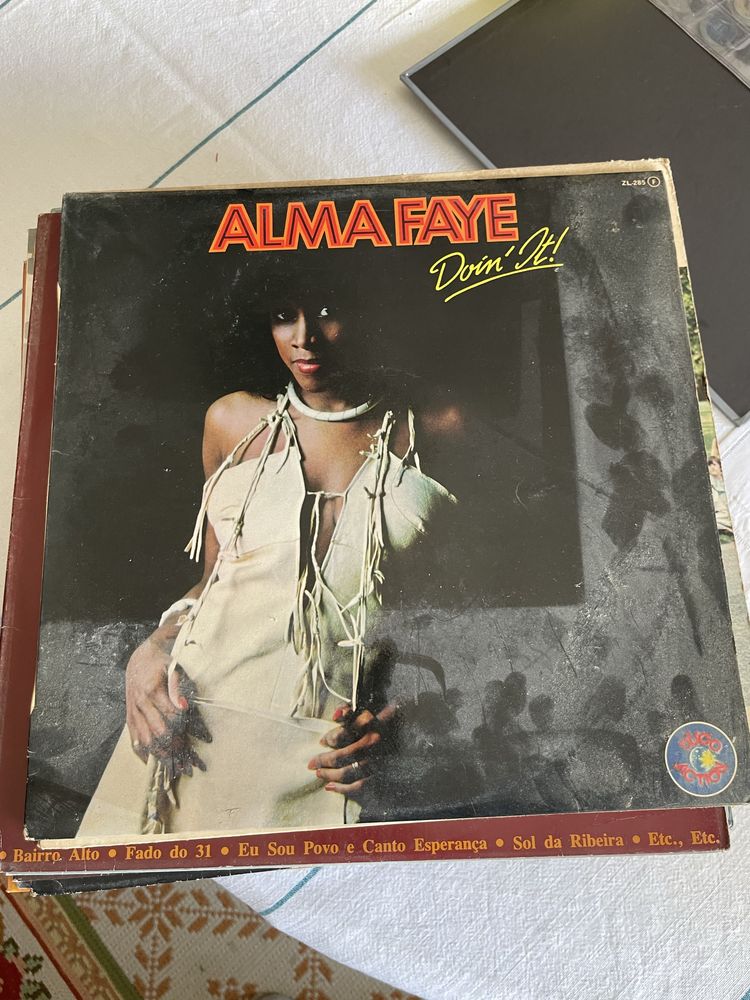 ZL-285 F
ALMA FAYE
Doin' It!
DISCO
ACTION
• Bairro Alto • Fado do 31 • Eu Sou Povo e Canto Esperança • Sol da Ribeira • Etc., Etc.